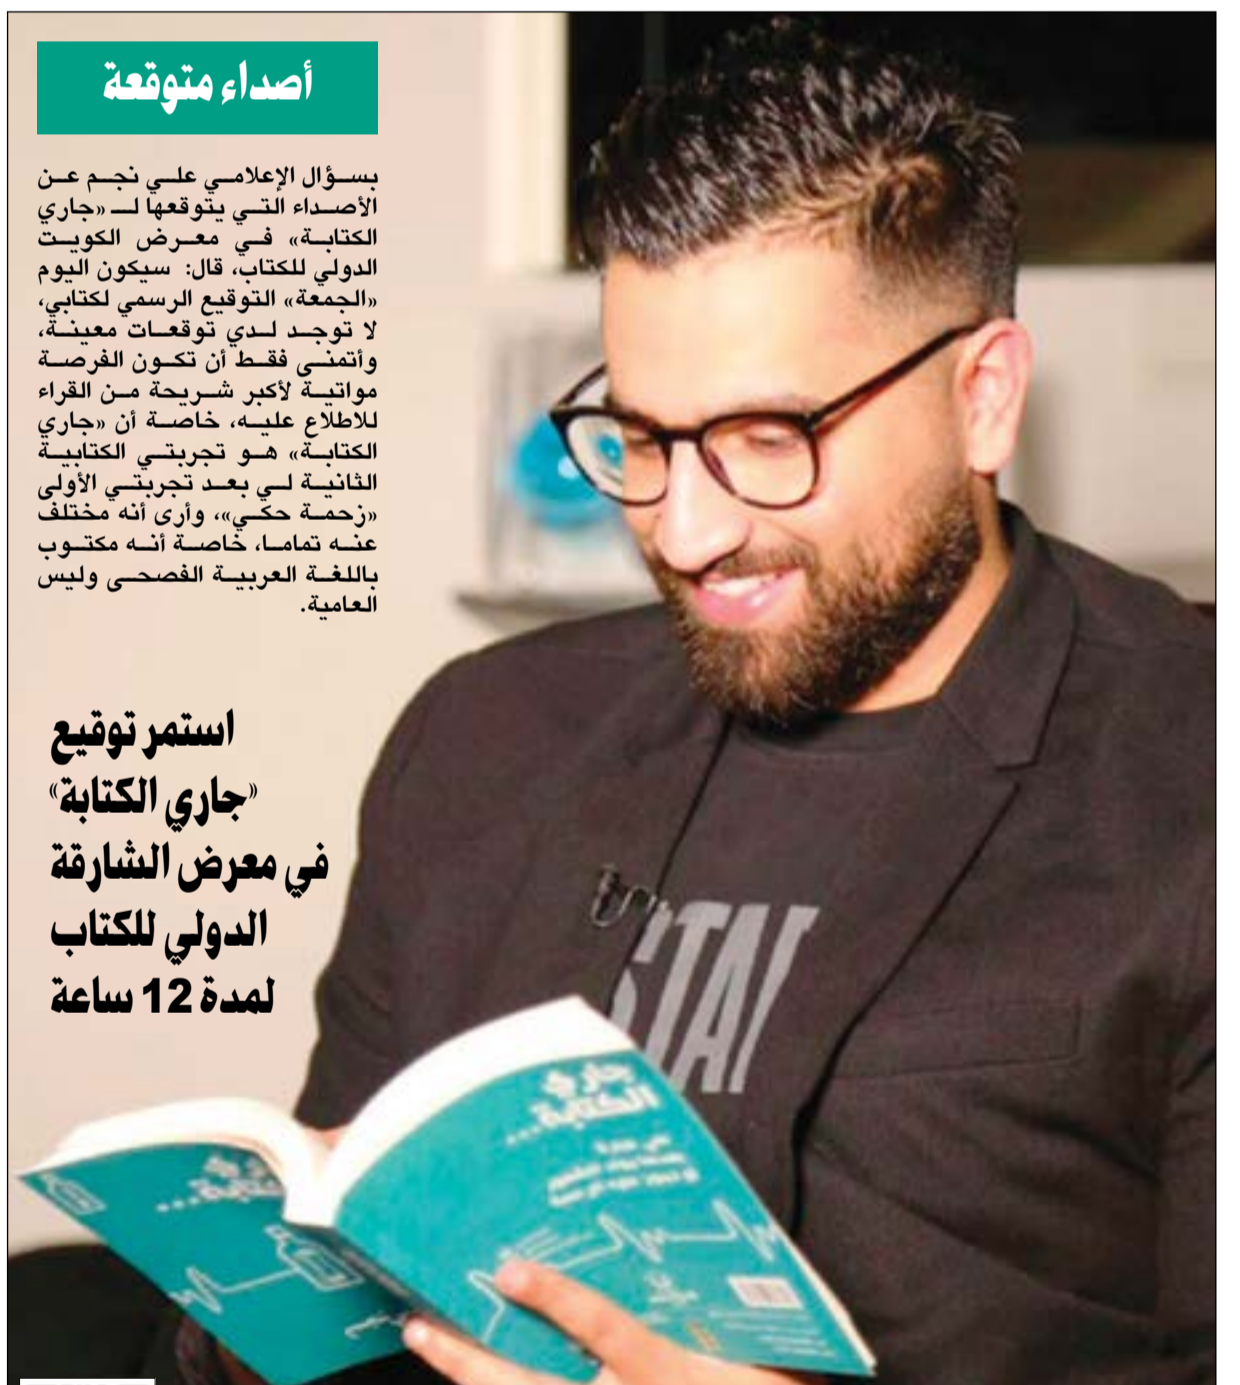 أصداء متوقعة
بسؤال الإعلامي علي نجم عن
الأصداء التي يتوقعها لـ «جاري
الكتابة» في معرض الكويت
الدولي للكتاب، قال: سيكون اليوم
«الجمعة» التوقيع الرسمي لكتابي،
لا توجد لدي توقعات معينة،
وأتمنى فقط أن تكون الفرصة
مواتية لأكبر شريحة من القراء
للاطلاع عليه، خاصة أن «جاري
الكتابة» هو تجربتي الكتابية
الثانية لي بعد تجربتي الأولى
«زحمة حكي»، وأرى أنه مختلف
عنه تماما، خاصة أنه مكتوب
باللغة العربية الفصحى وليس
العامية.
استمر توقيع
«جاري الكتابة»
في معرض الشارقة
الدولي للكتاب
لمدة 12 ساعة
STAY
جاري
الكتابة...